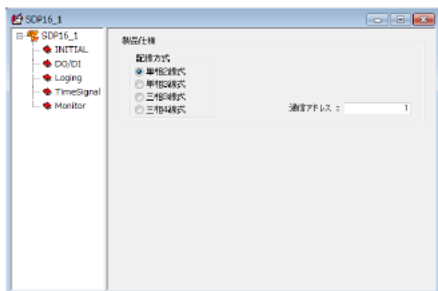 SDP16_1
SDP16_1
INITIAL
DO/DI
Loging
TimeSignal
Monitor
製品仕様
配線方式
単相2線式
単相3線式
三相3線式
三相4線式
通信アドレス : 1